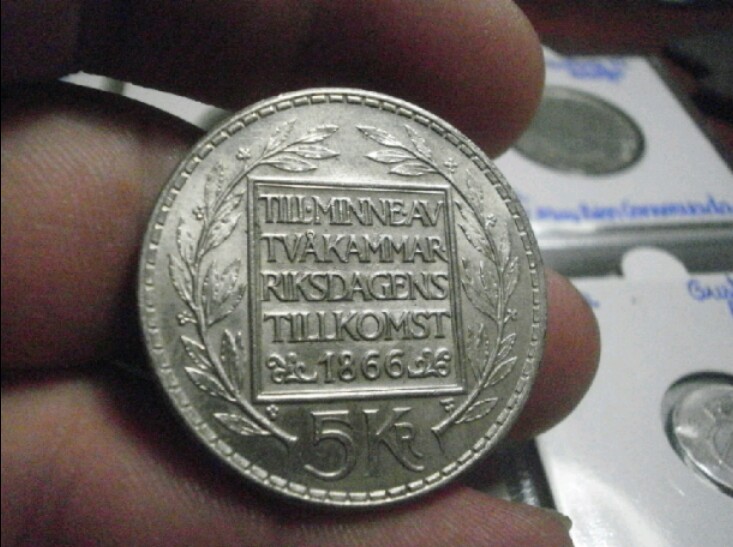 TILL·MINNE·AV
TVÅKAMMAR
RIKSDAGENS
TILLKOMST
1866
5 KR